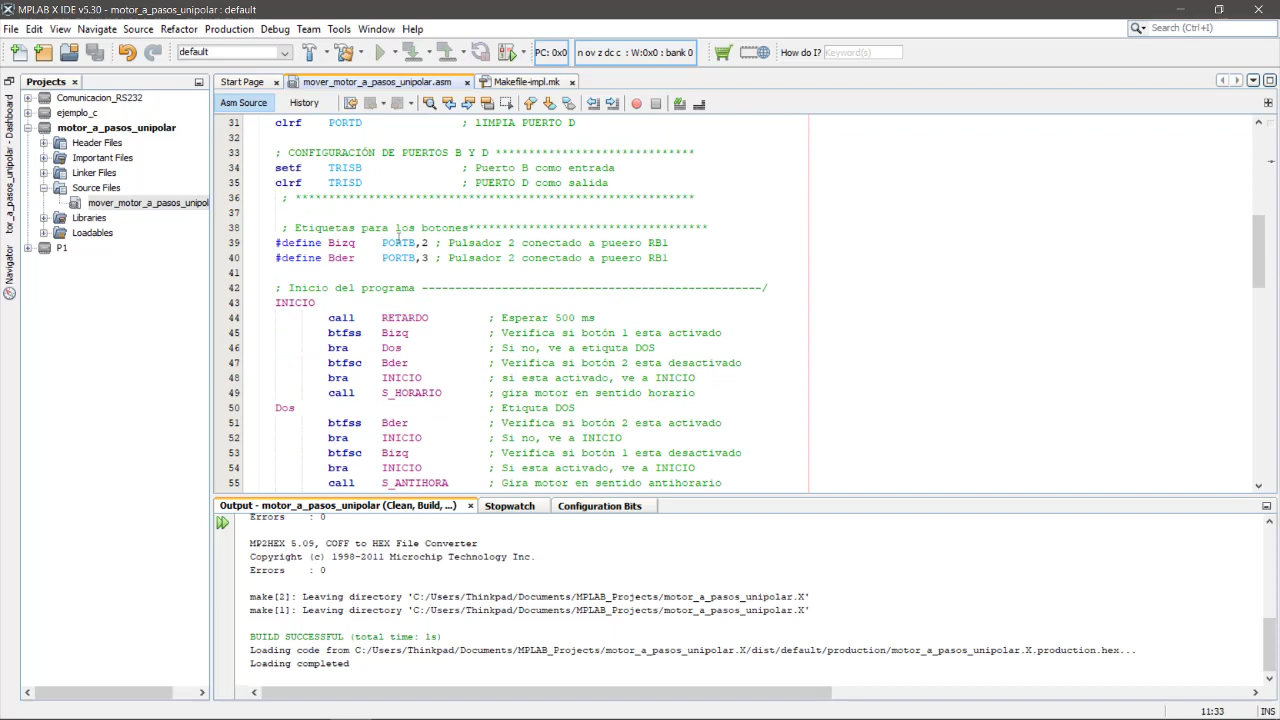 MPLAB X IDE v5.30 - motor_a_pasos_unipolar : default
File Edit View Navigate Source Refactor Production Debug Team Tools Window Help
Search (Ctrl+I)
default
PC: 0x0
n ov z dc c : W:0x0 : bank 0
How do I? (Keyword(s)
Projects
Start Page
mover_motor_a_pasos_unipolar.asm
Makefile-impl.mk
Asm Source
History
Navigator
tor_a_pasos_unipolar - Dashboard
Comunicacion_RS232
ejemplo_c
motor_a_pasos_unipolar
Header Files
Important Files
Linker Files
Source Files
mover_motor_a_pasos_unipol
Libraries
Loadables
P1
31 clrf PORTD ; lIMPIA PUERTO D
32
33 ; CONFIGURACIÓN DE PUERTOS B Y D ******************************
34 setf TRISB ; Puerto B como entrada
35 clrf TRISD ; PUERTO D como salida
36 ; ************************************************************
37
38 ; Etiquetas para los botones************************************
39 #define Bizq PORTB,2 ; Pulsador 2 conectado a pueero RB1
40 #define Bder PORTB,3 ; Pulsador 2 conectado a pueero RB1
41
42 ; Inicio del programa ---------------------------------------------------/
43 INICIO
44 call RETARDO ; Esperar 500 ms
45 btfss Bizq ; Verifica si botón 1 esta activado
46 bra Dos ; Si no, ve a etiquta DOS
47 btfsc Bder ; Verifica si botón 2 esta desactivado
48 bra INICIO ; si esta activado, ve a INICIO
49 call S_HORARIO ; gira motor en sentido horario
50 Dos ; Etiquta DOS
51 btfss Bder ; Verifica si botón 2 esta activado
52 bra INICIO ; Si no, ve a INICIO
53 btfsc Bizq ; Verifica si botón 1 esta desactivado
54 bra INICIO ; Si esta activado, ve a INICIO
55 call S_ANTIHORA ; Gira motor en sentido antihorario
Output - motor_a_pasos_unipolar (Clean, Build, ...)
Stopwatch
Configuration Bits
Errors : 0
MP2HEX 5.09, COFF to HEX File Converter
Copyright (c) 1998-2011 Microchip Technology Inc.
Errors : 0
make[2]: Leaving directory 'C:/Users/Thinkpad/Documents/MPLAB_Projects/motor_a_pasos_unipolar.X'
make[1]: Leaving directory 'C:/Users/Thinkpad/Documents/MPLAB_Projects/motor_a_pasos_unipolar.X'
BUILD SUCCESSFUL (total time: 1s)
Loading code from C:/Users/Thinkpad/Documents/MPLAB_Projects/motor_a_pasos_unipolar.X/dist/default/production/motor_a_pasos_unipolar.X.production.hex...
Loading completed
11:33
INS